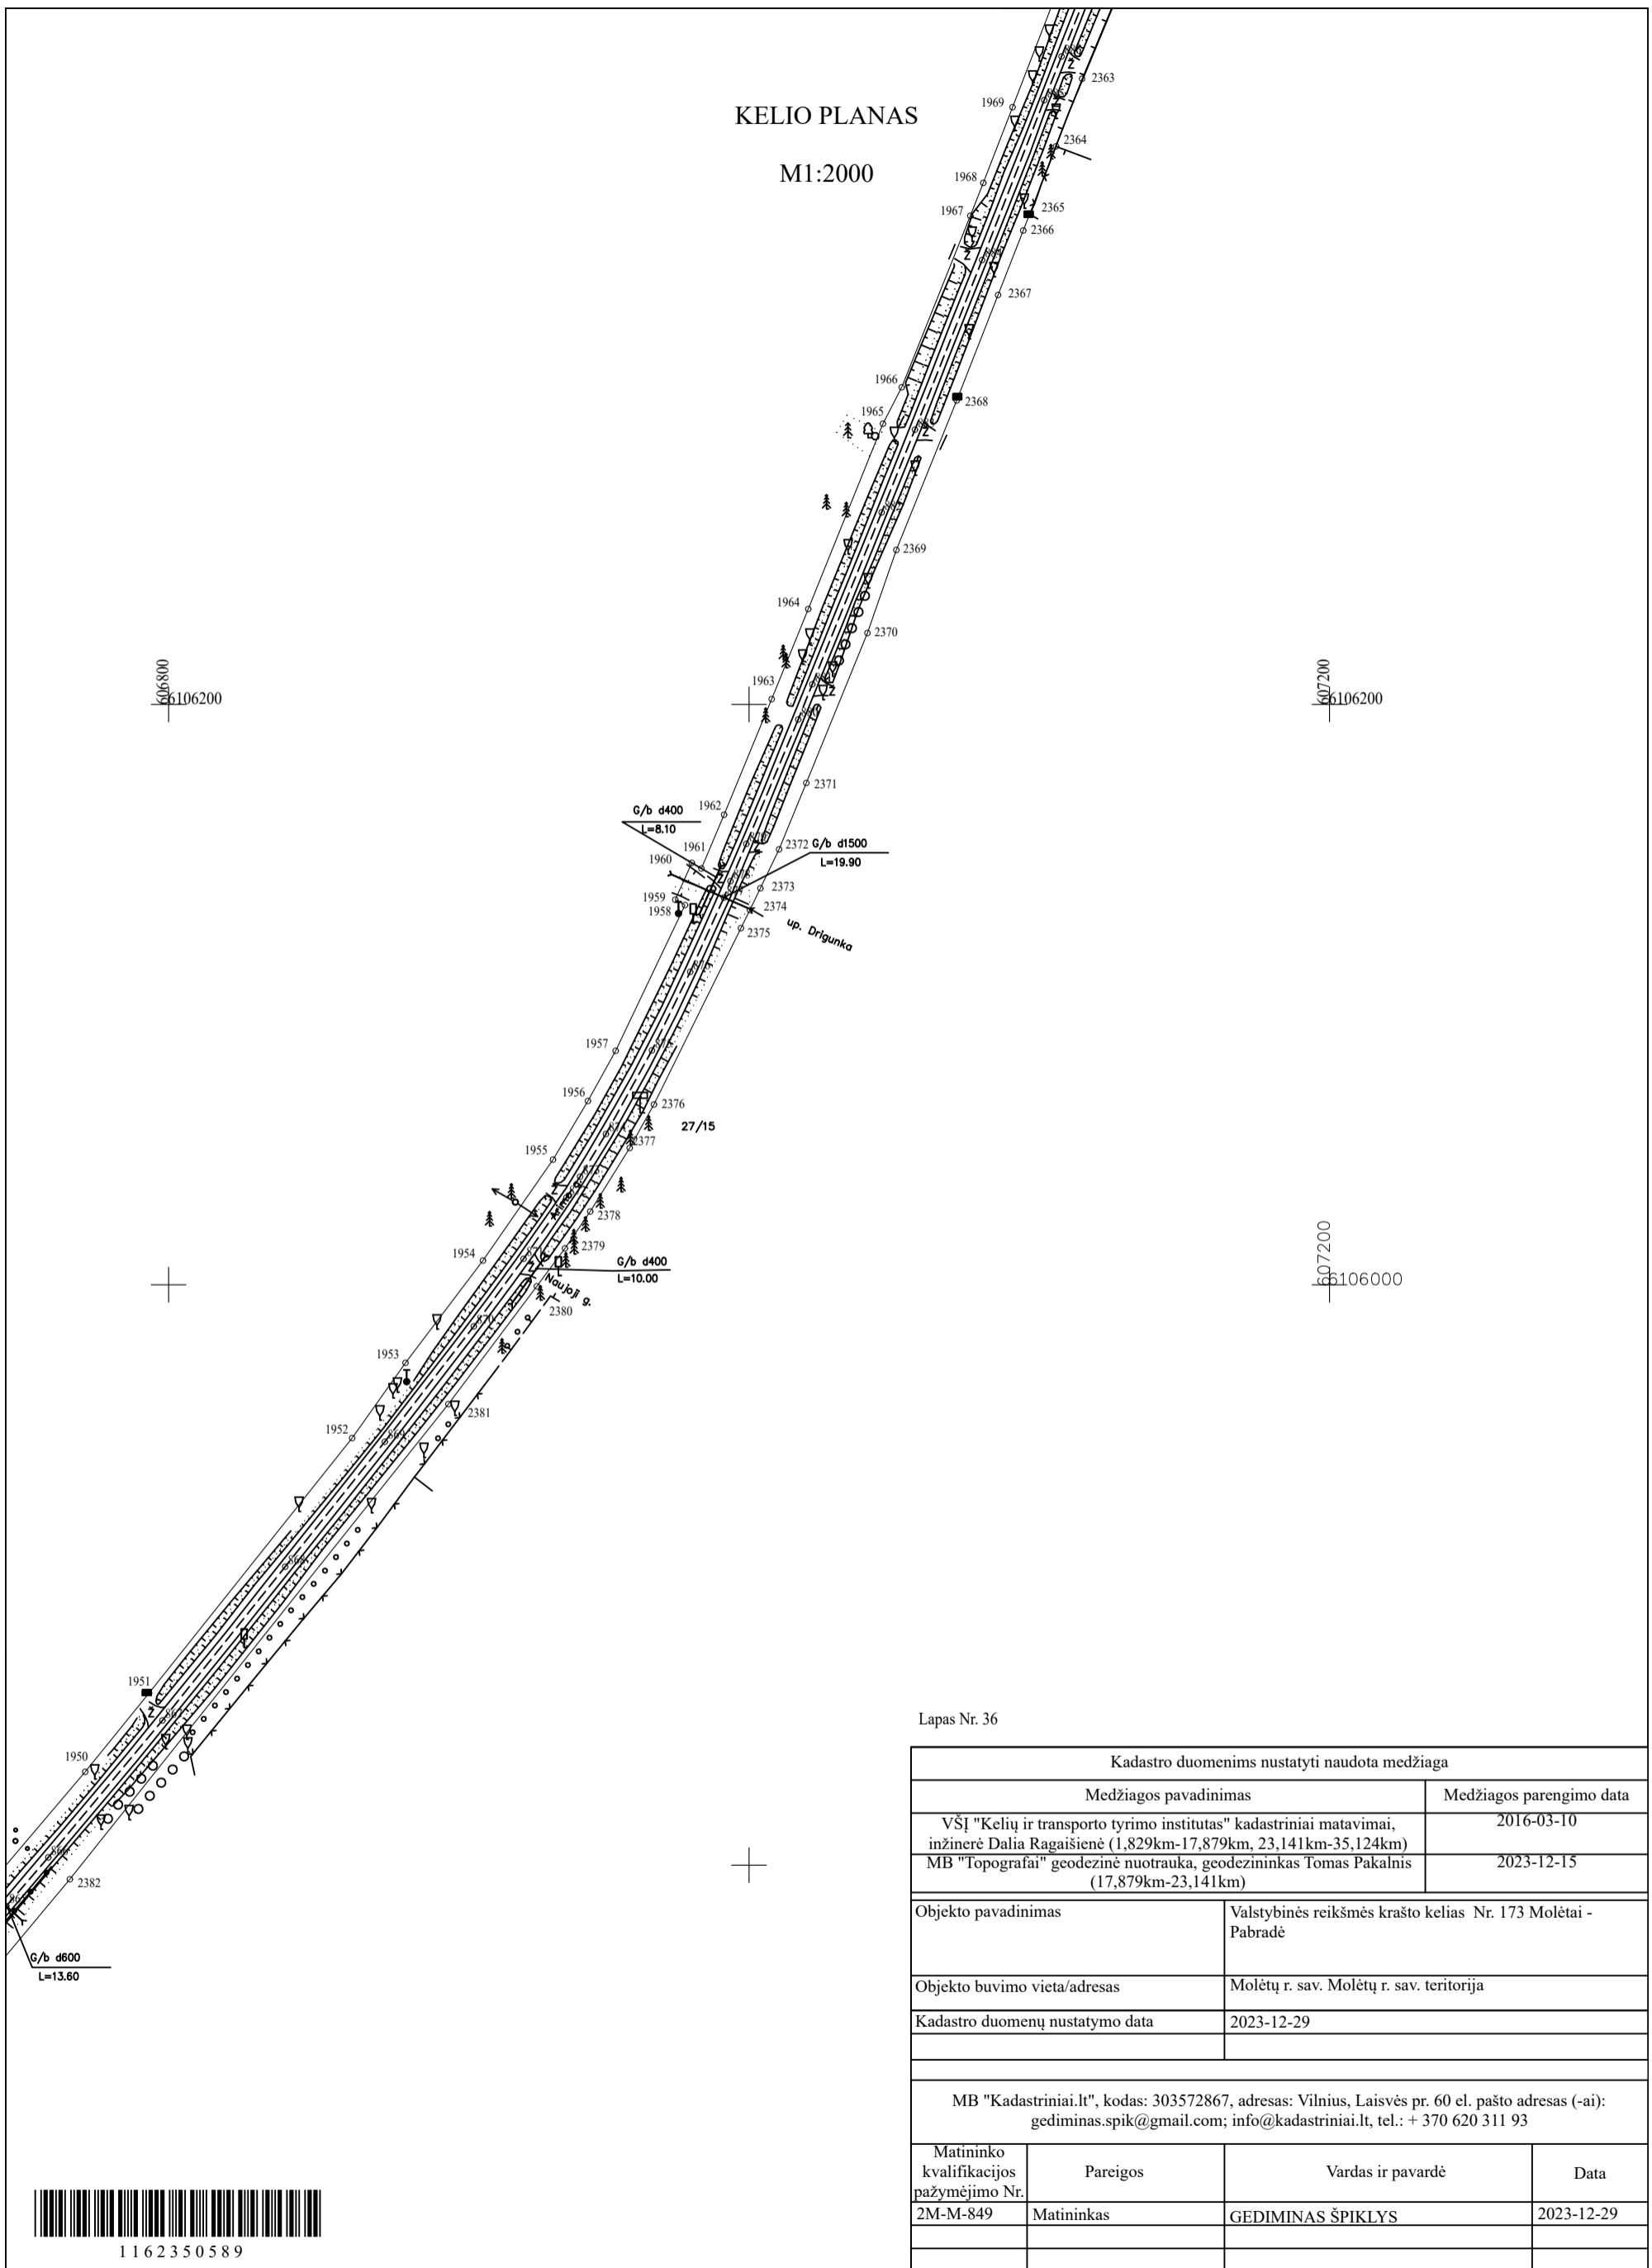 KELIO PLANAS
M1:2000
2363
1969
2364
1968
1967
2365
2366
2367
1966
1965
2368
2369
1964
2370
1963
606800
6106200
607200
6106200
2371
1962
G/b d400
L=8.10
1961
1960
2372
G/b d1500
L=19.90
2373
1959
1958
2374
2375
up. Drigunka
1957
1956
2376
27/15
2377
1955
2378
2379
1954
G/b d400
L=10.00
Naujoji g.
2380
607200
6106000
1953
2381
1952
869
868
1951
867
1950
866
2382
G/b d600
L=13.60
Lapas Nr. 36
Kadastro duomenims nustatyti naudota medžiaga
Medžiagos pavadinimas
Medžiagos parengimo data
VŠĮ "Kelių ir transporto tyrimo institutas" kadastriniai matavimai,
inžinerė Dalia Ragaišienė (1,829km-17,879km, 23,141km-35,124km)
2016-03-10
MB "Topografai" geodezinė nuotrauka, geodezininkas Tomas Pakalnis
(17,879km-23,141km)
2023-12-15
Objekto pavadinimas
Valstybinės reikšmės krašto kelias Nr. 173 Molėtai -
Pabradė
Objekto buvimo vieta/adresas
Molėtų r. sav. Molėtų r. sav. teritorija
Kadastro duomenų nustatymo data
2023-12-29
MB "Kadastriniai.lt", kodas: 303572867, adresas: Vilnius, Laisvės pr. 60 el. pašto adresas (-ai):
gediminas.spik@gmail.com; info@kadastriniai.lt, tel.: + 370 620 311 93
Matininko
kvalifikacijos
pažymėjimo Nr.
Pareigos
Vardas ir pavardė
Data
2M-M-849
Matininkas
GEDIMINAS ŠPIKLYS
2023-12-29
1162350589